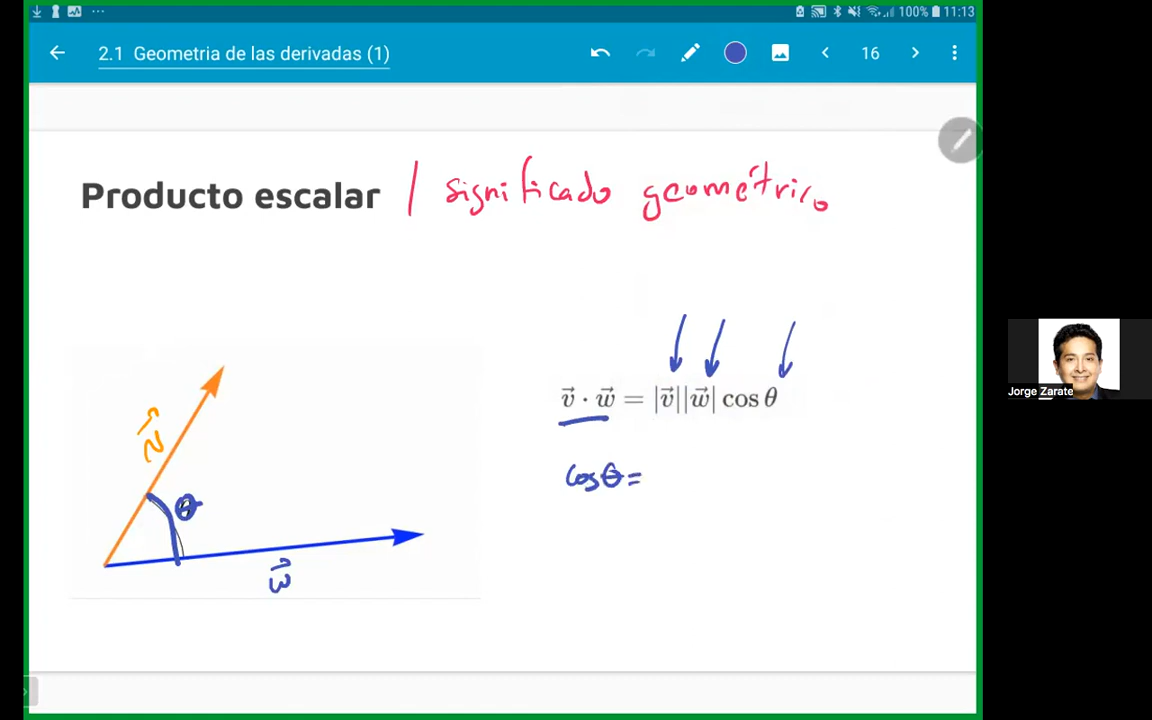 100% 11:13
2.1 Geometria de las derivadas (1)
16
Producto escalar / significado geométrico
v⃗ · w⃗ = |v⃗||w⃗| cos θ
cosθ=
θ
w⃗
Jorge Zarate